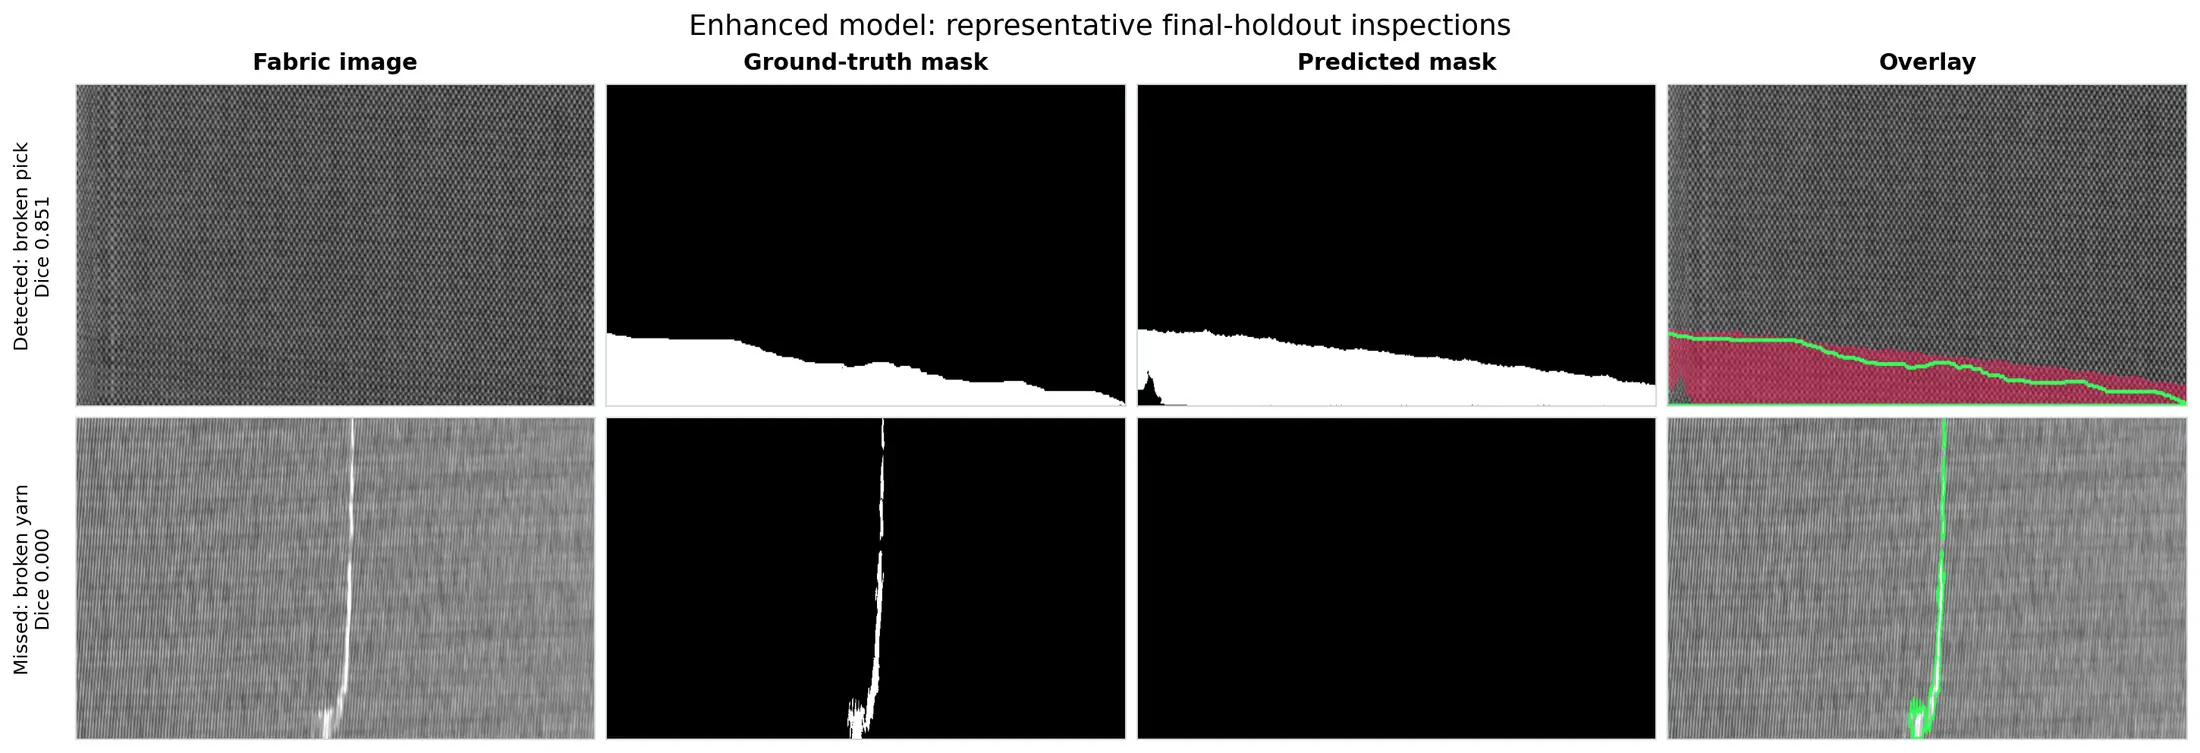 Enhanced model: representative final-holdout inspections
Fabric image
Ground-truth mask
Predicted mask
Overlay
Detected: broken pick
Dice 0.851
Missed: broken yarn
Dice 0.000